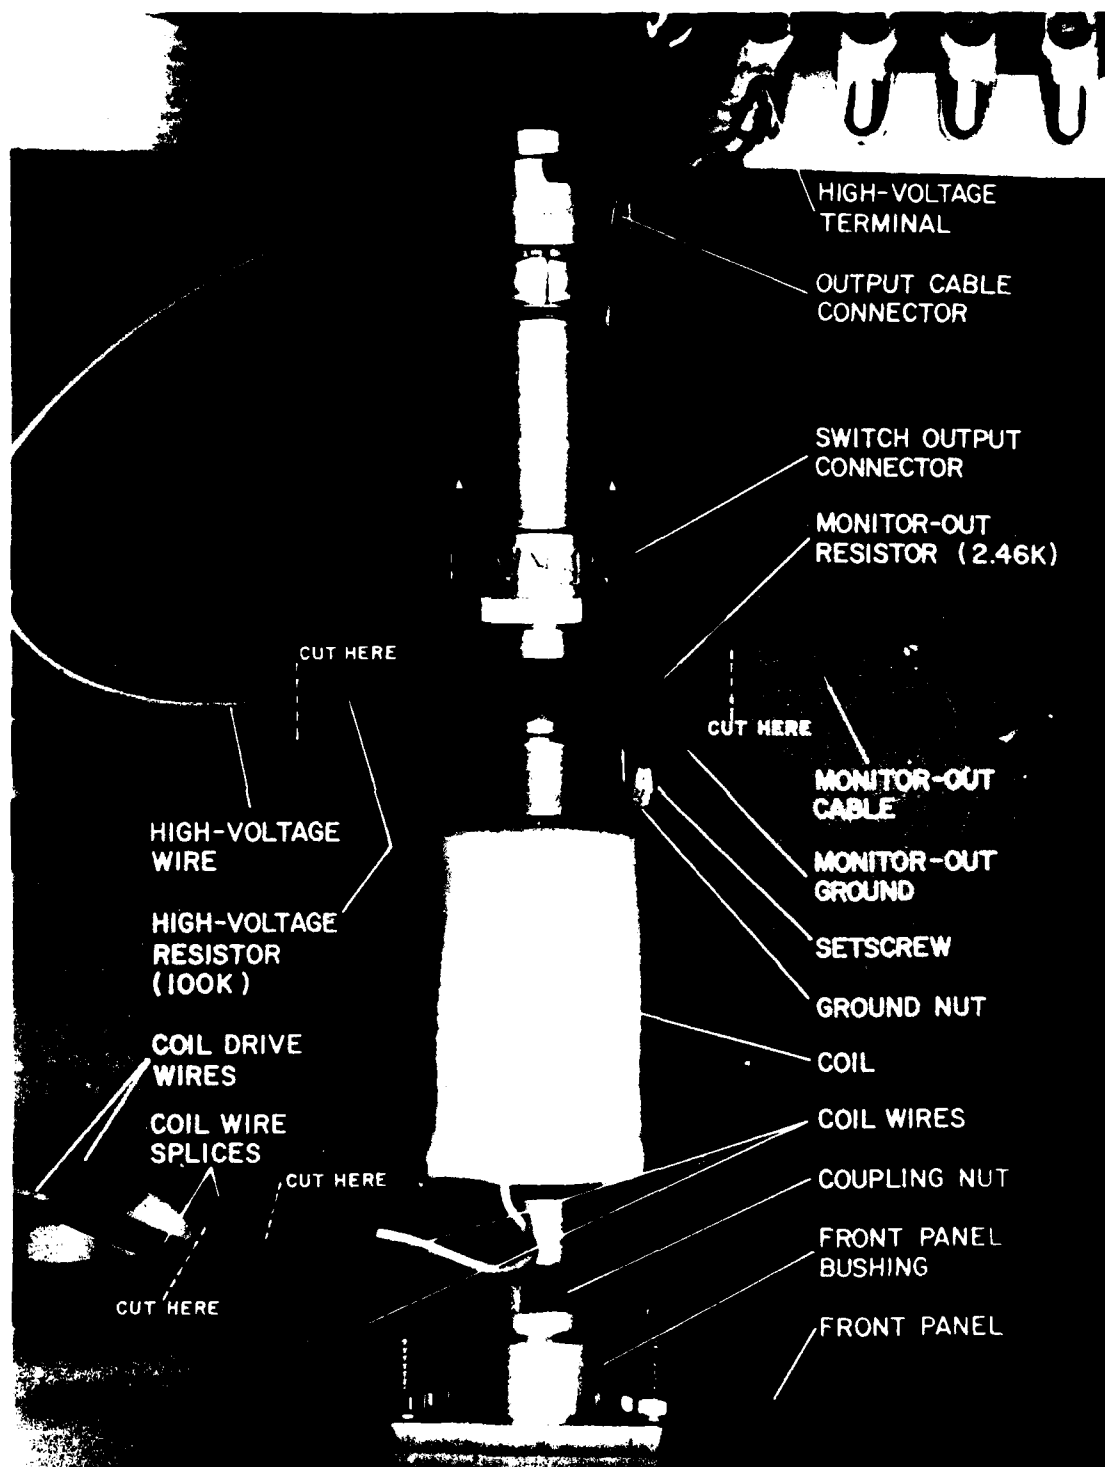 HIGH-VOLTAGE
TERMINAL
OUTPUT CABLE
CONNECTOR
SWITCH OUTPUT
CONNECTOR
MONITOR-OUT
RESISTOR (2.46K)
CUT HERE
CUT HERE
MONITOR-OUT
CABLE
HIGH-VOLTAGE
WIRE
MONITOR-OUT
GROUND
HIGH-VOLTAGE
RESISTOR
(100K)
SETSCREW
GROUND NUT
COIL DRIVE
WIRES
COIL
COIL WIRE
SPLICES
COIL WIRES
CUT HERE
COUPLING NUT
FRONT PANEL
BUSHING
CUT HERE
FRONT PANEL